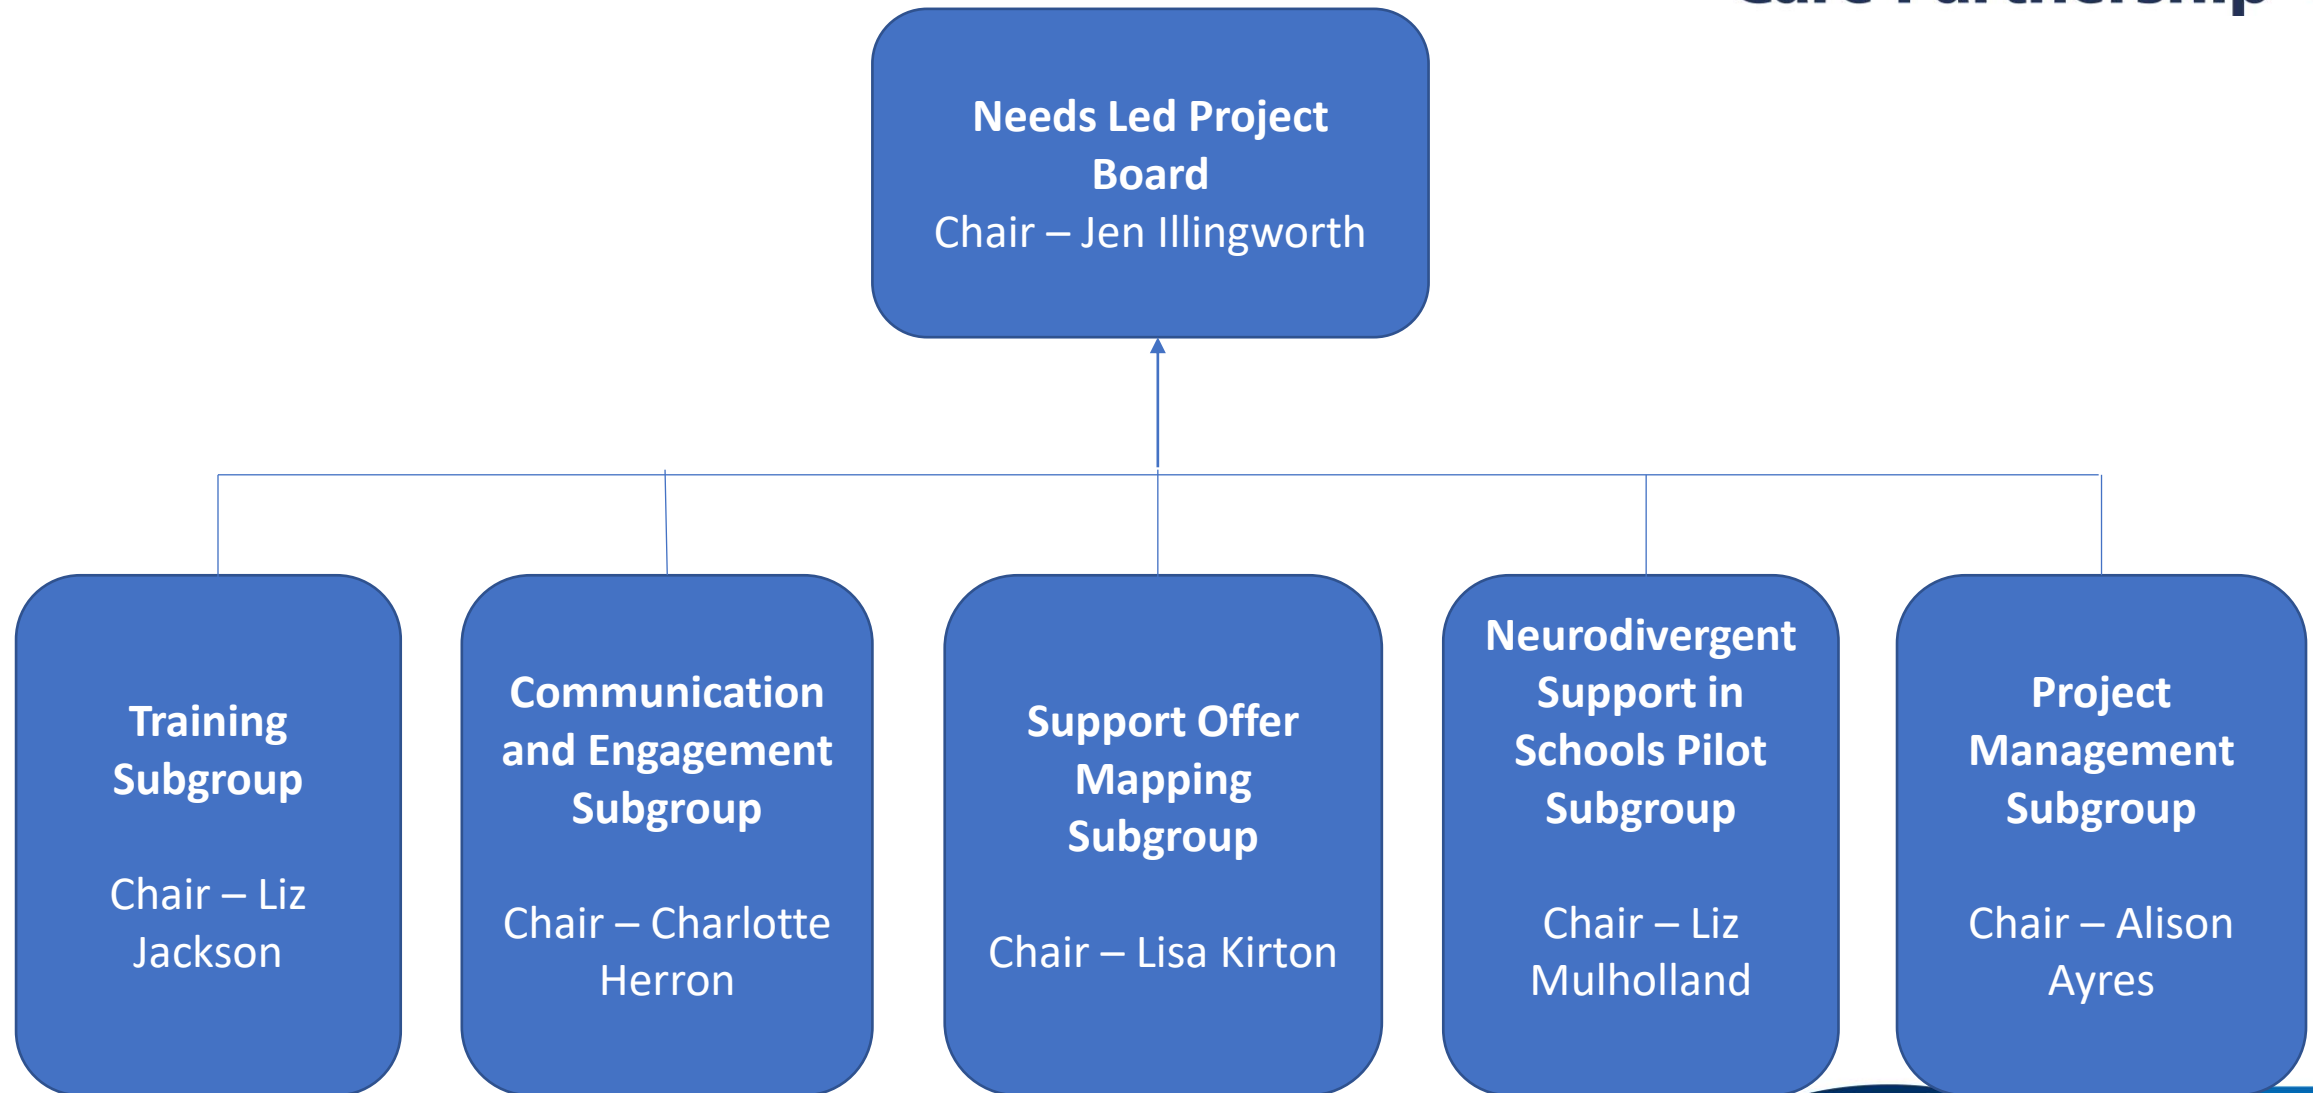 Care Partnership
Needs Led Project
Board
Chair – Jen Illingworth
Training
Subgroup
Chair – Liz
Jackson
Communication
and Engagement
Subgroup
Chair – Charlotte
Herron
Support Offer
Mapping
Subgroup
Chair – Lisa Kirton
Neurodivergent
Support in
Schools Pilot
Subgroup
Chair – Liz
Mulholland
Project
Management
Subgroup
Chair – Alison
Ayres